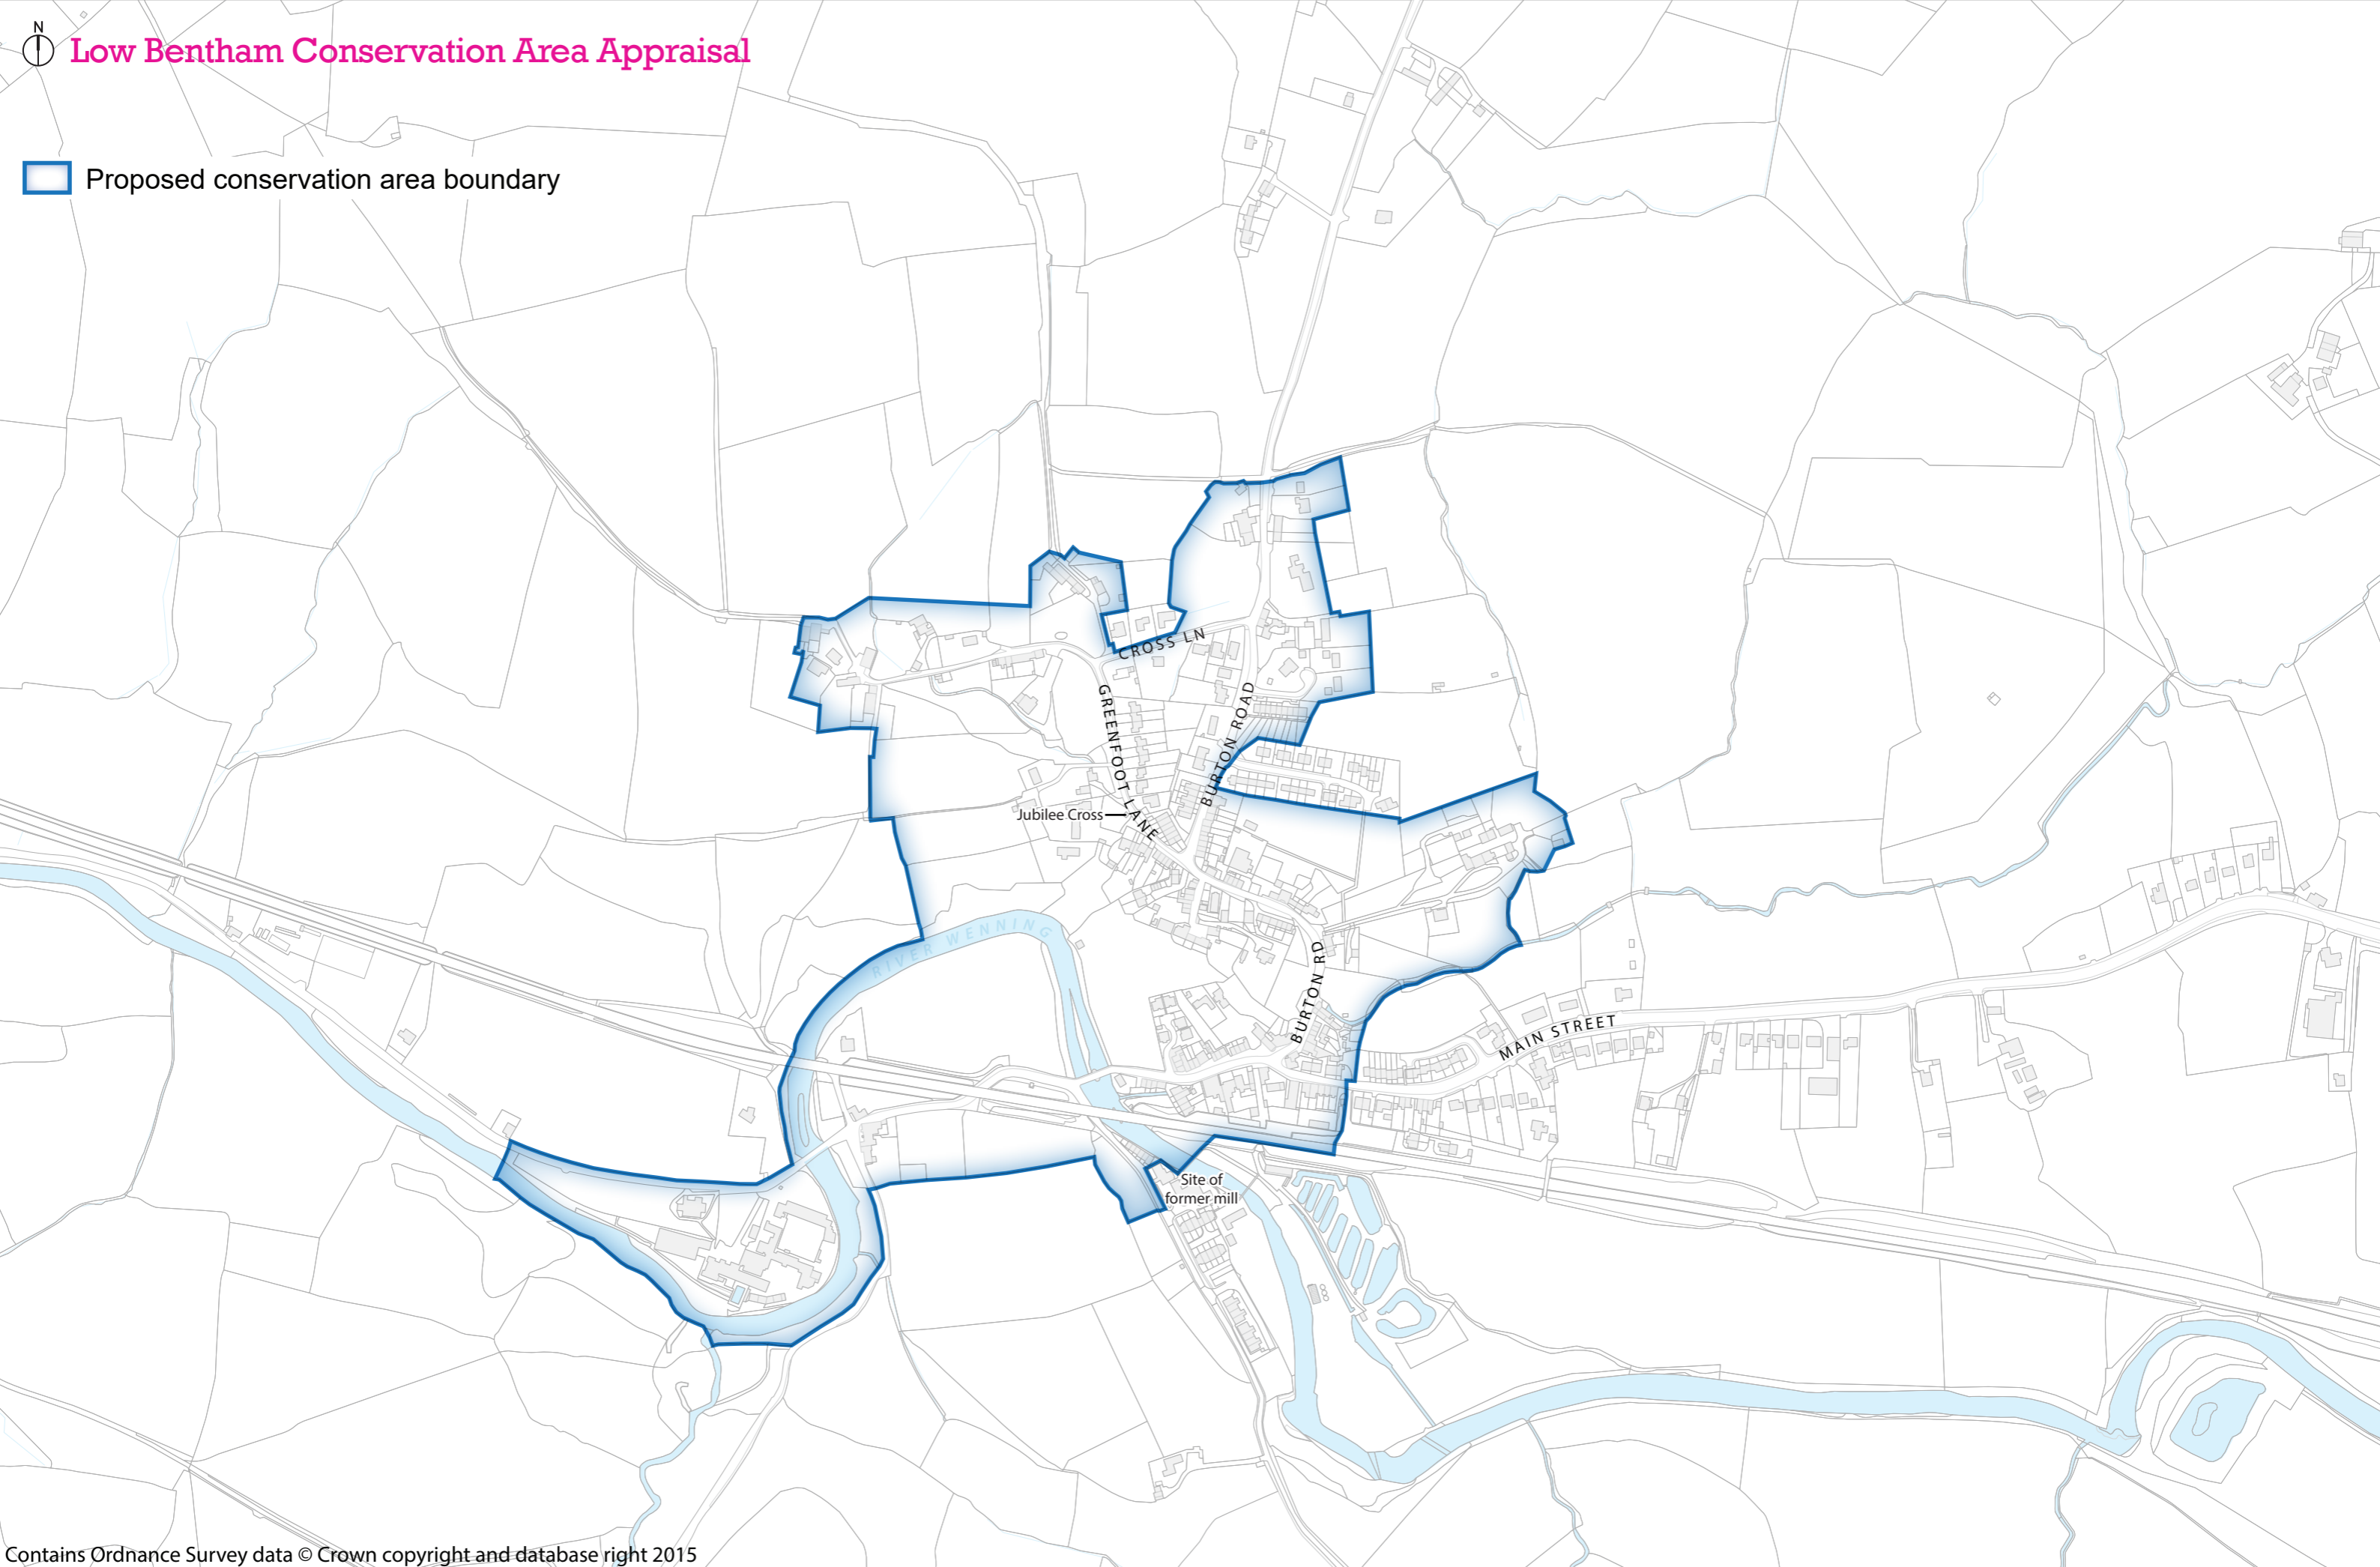 N
Low Bentham Conservation Area Appraisal
Proposed conservation area boundary
CROSS LN
GREENFOOT LANE
BURTON ROAD
Jubilee Cross
RIVER WENNING
BURTON RD
MAIN STREET
Site of
former mill
Contains Ordnance Survey data © Crown copyright and database right 2015